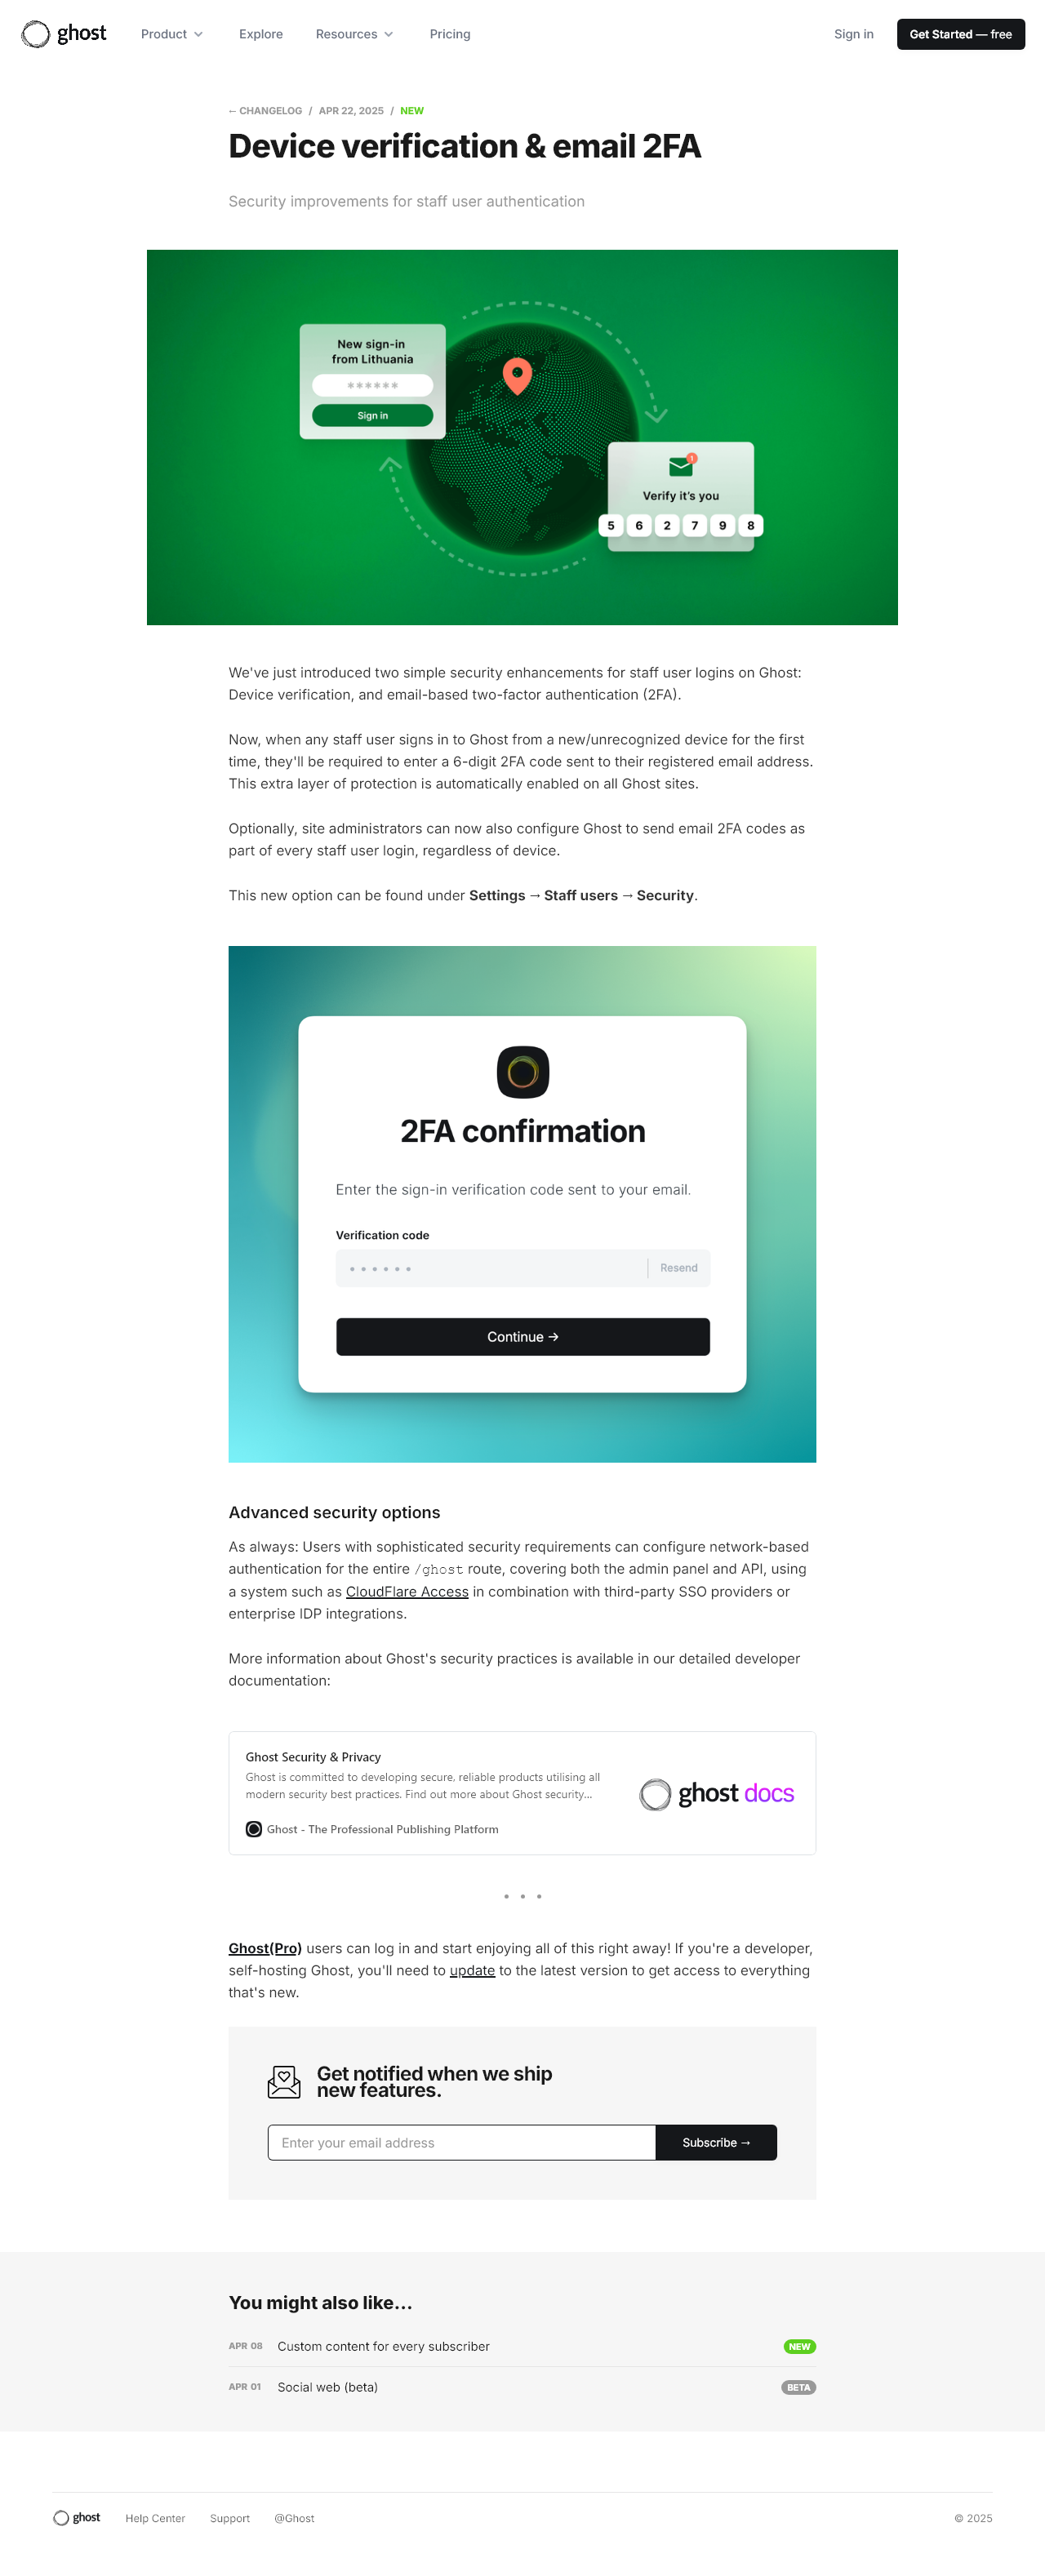 ghost
Product
Explore
Resources
Pricing
Sign in
Get Started — free
← CHANGELOG / APR 22, 2025 / NEW
Device verification & email 2FA
Security improvements for staff user authentication
New sign-in
from Lithuania
******
Sign in
!
Verify it's you
5 6 2 7 9 8
We've just introduced two simple security enhancements for staff user logins on Ghost:
Device verification, and email-based two-factor authentication (2FA).
Now, when any staff user signs in to Ghost from a new/unrecognized device for the first
time, they'll be required to enter a 6-digit 2FA code sent to their registered email address.
This extra layer of protection is automatically enabled on all Ghost sites.
Optionally, site administrators can now also configure Ghost to send email 2FA codes as
part of every staff user login, regardless of device.
This new option can be found under Settings → Staff users → Security.
2FA confirmation
Enter the sign-in verification code sent to your email.
Verification code
• • • • • •
Resend
Continue →
Advanced security options
As always: Users with sophisticated security requirements can configure network-based
authentication for the entire /ghost route, covering both the admin panel and API, using
a system such as CloudFlare Access in combination with third-party SSO providers or
enterprise IDP integrations.
More information about Ghost's security practices is available in our detailed developer
documentation:
Ghost Security & Privacy
Ghost is committed to developing secure, reliable products utilising all
modern security best practices. Find out more about Ghost security...
Ghost - The Professional Publishing Platform
ghost docs
• • •
Ghost(Pro) users can log in and start enjoying all of this right away! If you're a developer,
self-hosting Ghost, you'll need to update to the latest version to get access to everything
that's new.
Get notified when we ship
new features.
Enter your email address
Subscribe →
You might also like...
APR 08 Custom content for every subscriber NEW
APR 01 Social web (beta) BETA
ghost
Help Center
Support
@Ghost
© 2025